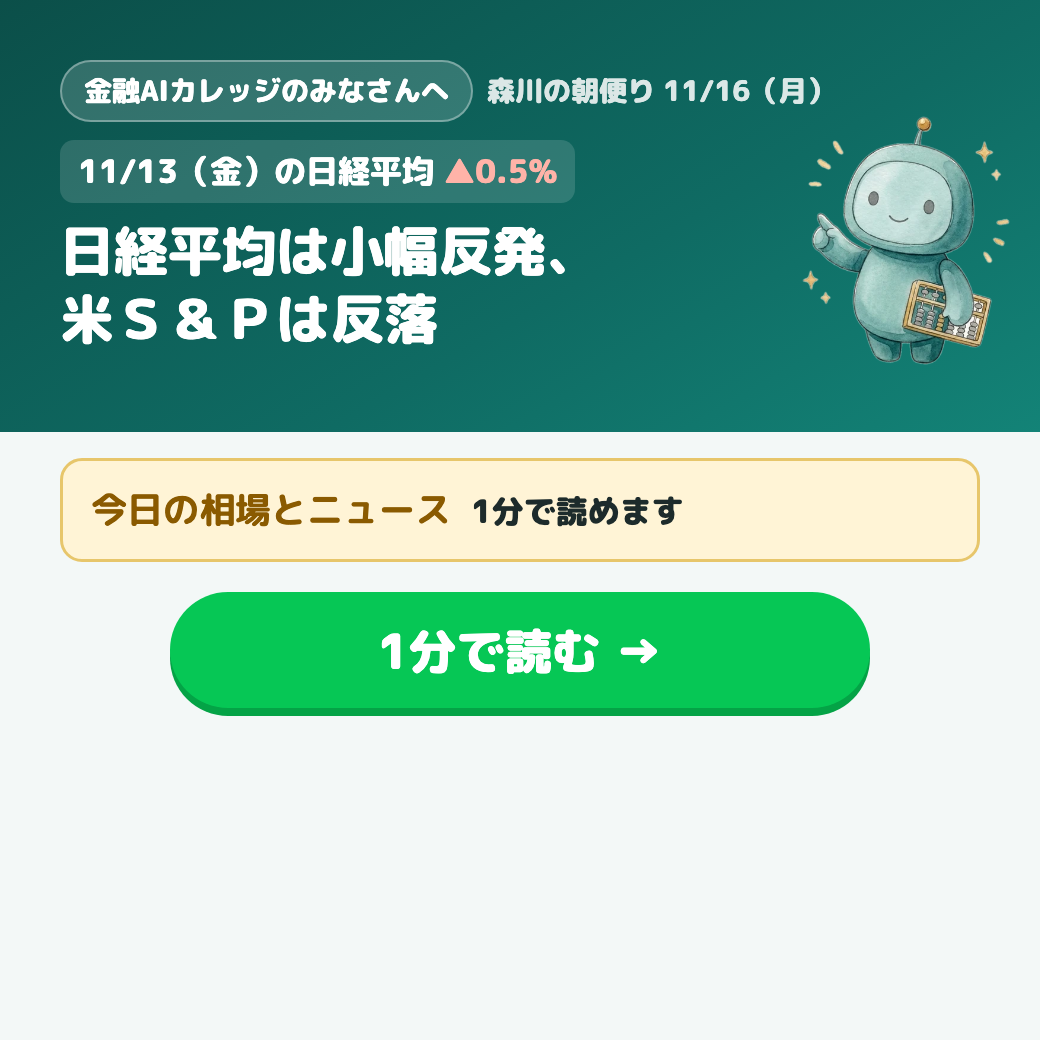 金融AIカレッジのみなさんへ 森川の朝便り 11/16（月）
11/13（金）の日経平均 ▲0.5%
日経平均は小幅反発、
米Ｓ＆Ｐは反落
今日の相場とニュース 1分で読めます
1分で読む →